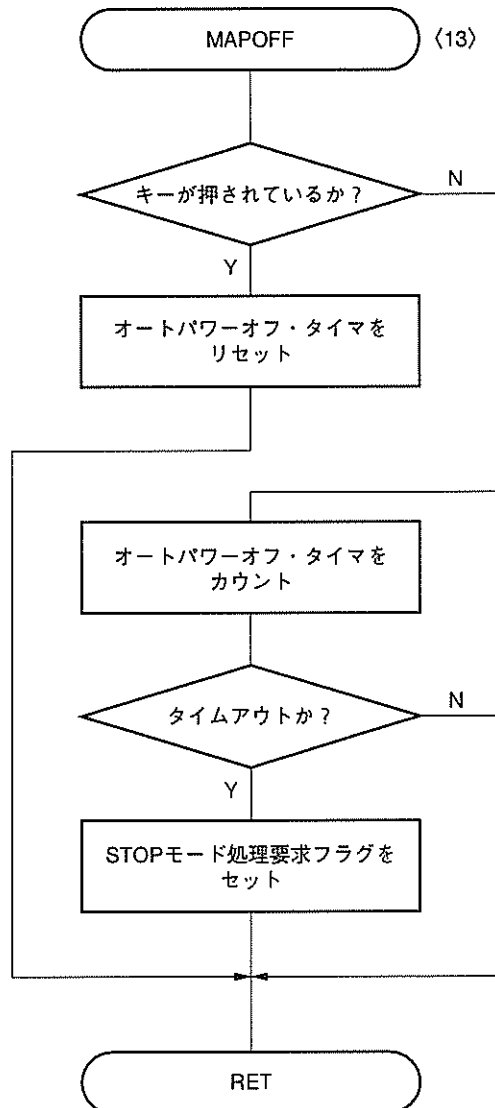 MAPOFF
〈13〉
キーが押されているか？
N
Y
オートパワーオフ・タイマを
リセット
オートパワーオフ・タイマを
カウント
タイムアウトか？
N
Y
STOPモード処理要求フラグを
セット
RET